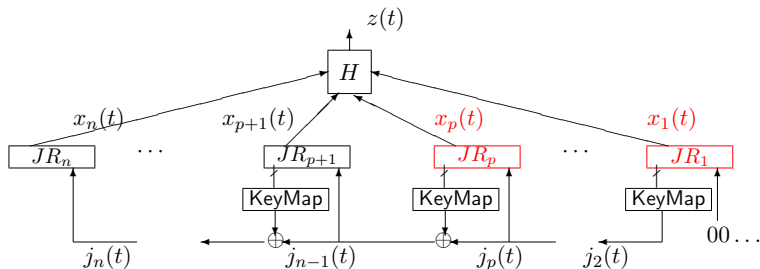 z(t)
H
x_n(t) x_{p+1}(t) x_p(t) x_1(t)
JR_n ... JR_{p+1} JR_p ... JR_1
KeyMap KeyMap KeyMap
⊕ ⊕ 00...
j_n(t) j_{n-1}(t) j_p(t) j_2(t)